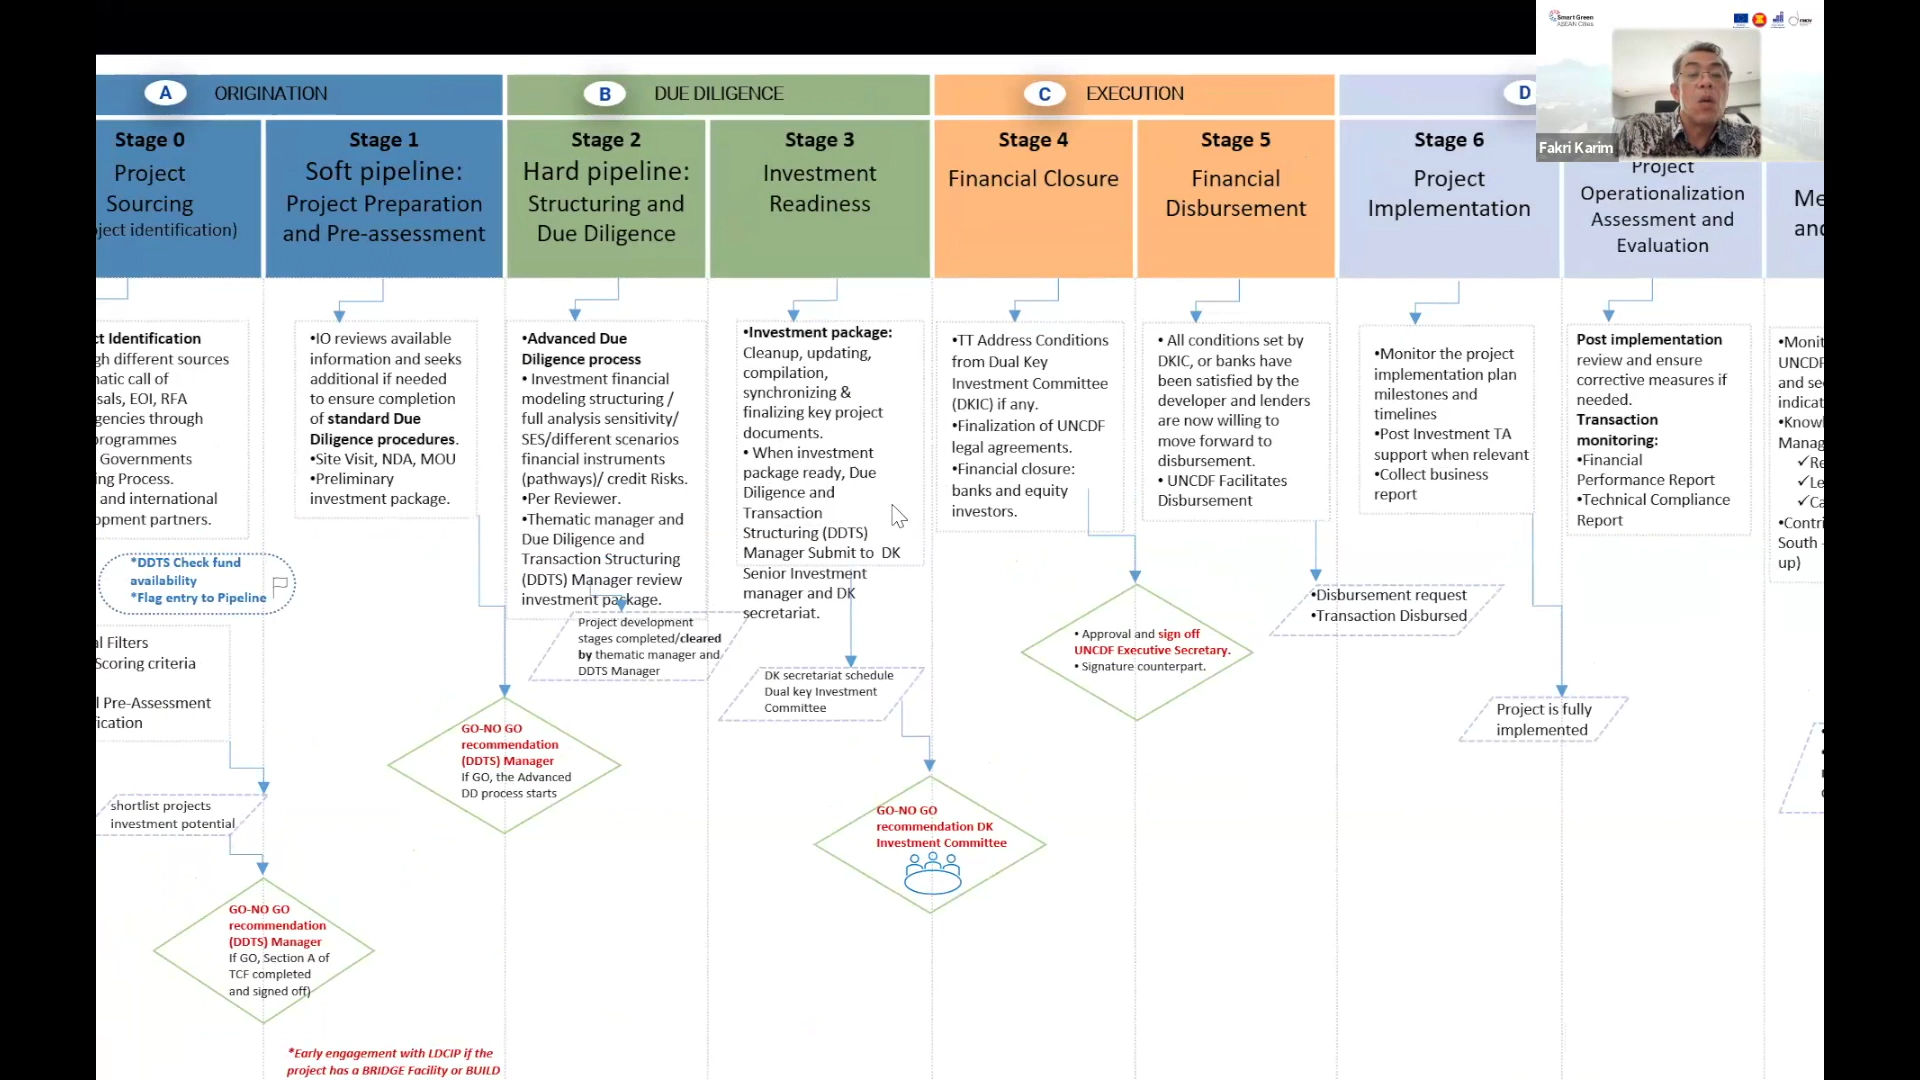 Smart Green
ASEAN Cities
Fakri Karim
A ORIGINATION
B DUE DILIGENCE
C EXECUTION
D
Stage 0
Project
Sourcing
ject identification)
Stage 1
Soft pipeline:
Project Preparation
and Pre-assessment
Stage 2
Hard pipeline:
Structuring and
Due Diligence
Stage 3
Investment
Readiness
Stage 4
Financial Closure
Stage 5
Financial
Disbursement
Stage 6
Project
Implementation
Project
Operationalization
Assessment and
Evaluation
Me
and
ct Identification
gh different sources
natic call of
sals, EOI, RFA
gencies through
programmes
Governments
ing Process.
and international
opment partners.
*DDTS Check fund
availability
*Flag entry to Pipeline
al Filters
Scoring criteria
l Pre-Assessment
ication
shortlist projects
investment potential
GO-NO GO
recommendation
(DDTS) Manager
If GO, Section A of
TCF completed
and signed off)
*Early engagement with LDCIP if the
project has a BRIDGE Facility or BUILD
•IO reviews available
information and seeks
additional if needed
to ensure completion
of standard Due
Diligence procedures.
•Site Visit, NDA, MOU
•Preliminary
investment package.
GO-NO GO
recommendation
(DDTS) Manager
If GO, the Advanced
DD process starts
•Advanced Due
Diligence process
• Investment financial
modeling structuring /
full analysis sensitivity/
SES/different scenarios
financial instruments
(pathways)/ credit Risks.
•Per Reviewer.
•Thematic manager and
Due Diligence and
Transaction Structuring
(DDTS) Manager review
investment package.
Project development
stages completed/cleared
by thematic manager and
DDTS Manager
•Investment package:
Cleanup, updating,
compilation,
synchronizing &
finalizing key project
documents.
• When investment
package ready, Due
Diligence and
Transaction
Structuring (DDTS)
Manager Submit to DK
Senior Investment
manager and DK
secretariat.
DK secretariat schedule
Dual key Investment
Committee
GO-NO GO
recommendation DK
Investment Committee
•TT Address Conditions
from Dual Key
Investment Committee
(DKIC) if any.
•Finalization of UNCDF
legal agreements.
•Financial closure:
banks and equity
investors.
• Approval and sign off
UNCDF Executive Secretary.
• Signature counterpart.
• All conditions set by
DKIC, or banks have
been satisfied by the
developer and lenders
are now willing to
move forward to
disbursement.
• UNCDF Facilitates
Disbursement
•Disbursement request
•Transaction Disbursed
•Monitor the project
implementation plan
milestones and
timelines
•Post Investment TA
support when relevant
•Collect business
report
Project is fully
implemented
Post implementation
review and ensure
corrective measures if
needed.
Transaction
monitoring:
•Financial
Performance Report
•Technical Compliance
Report
•Monit
UNCDF
and se
indicat
•Know
Manag
✓Re
✓Le
✓Ca
•Contri
South -
up)